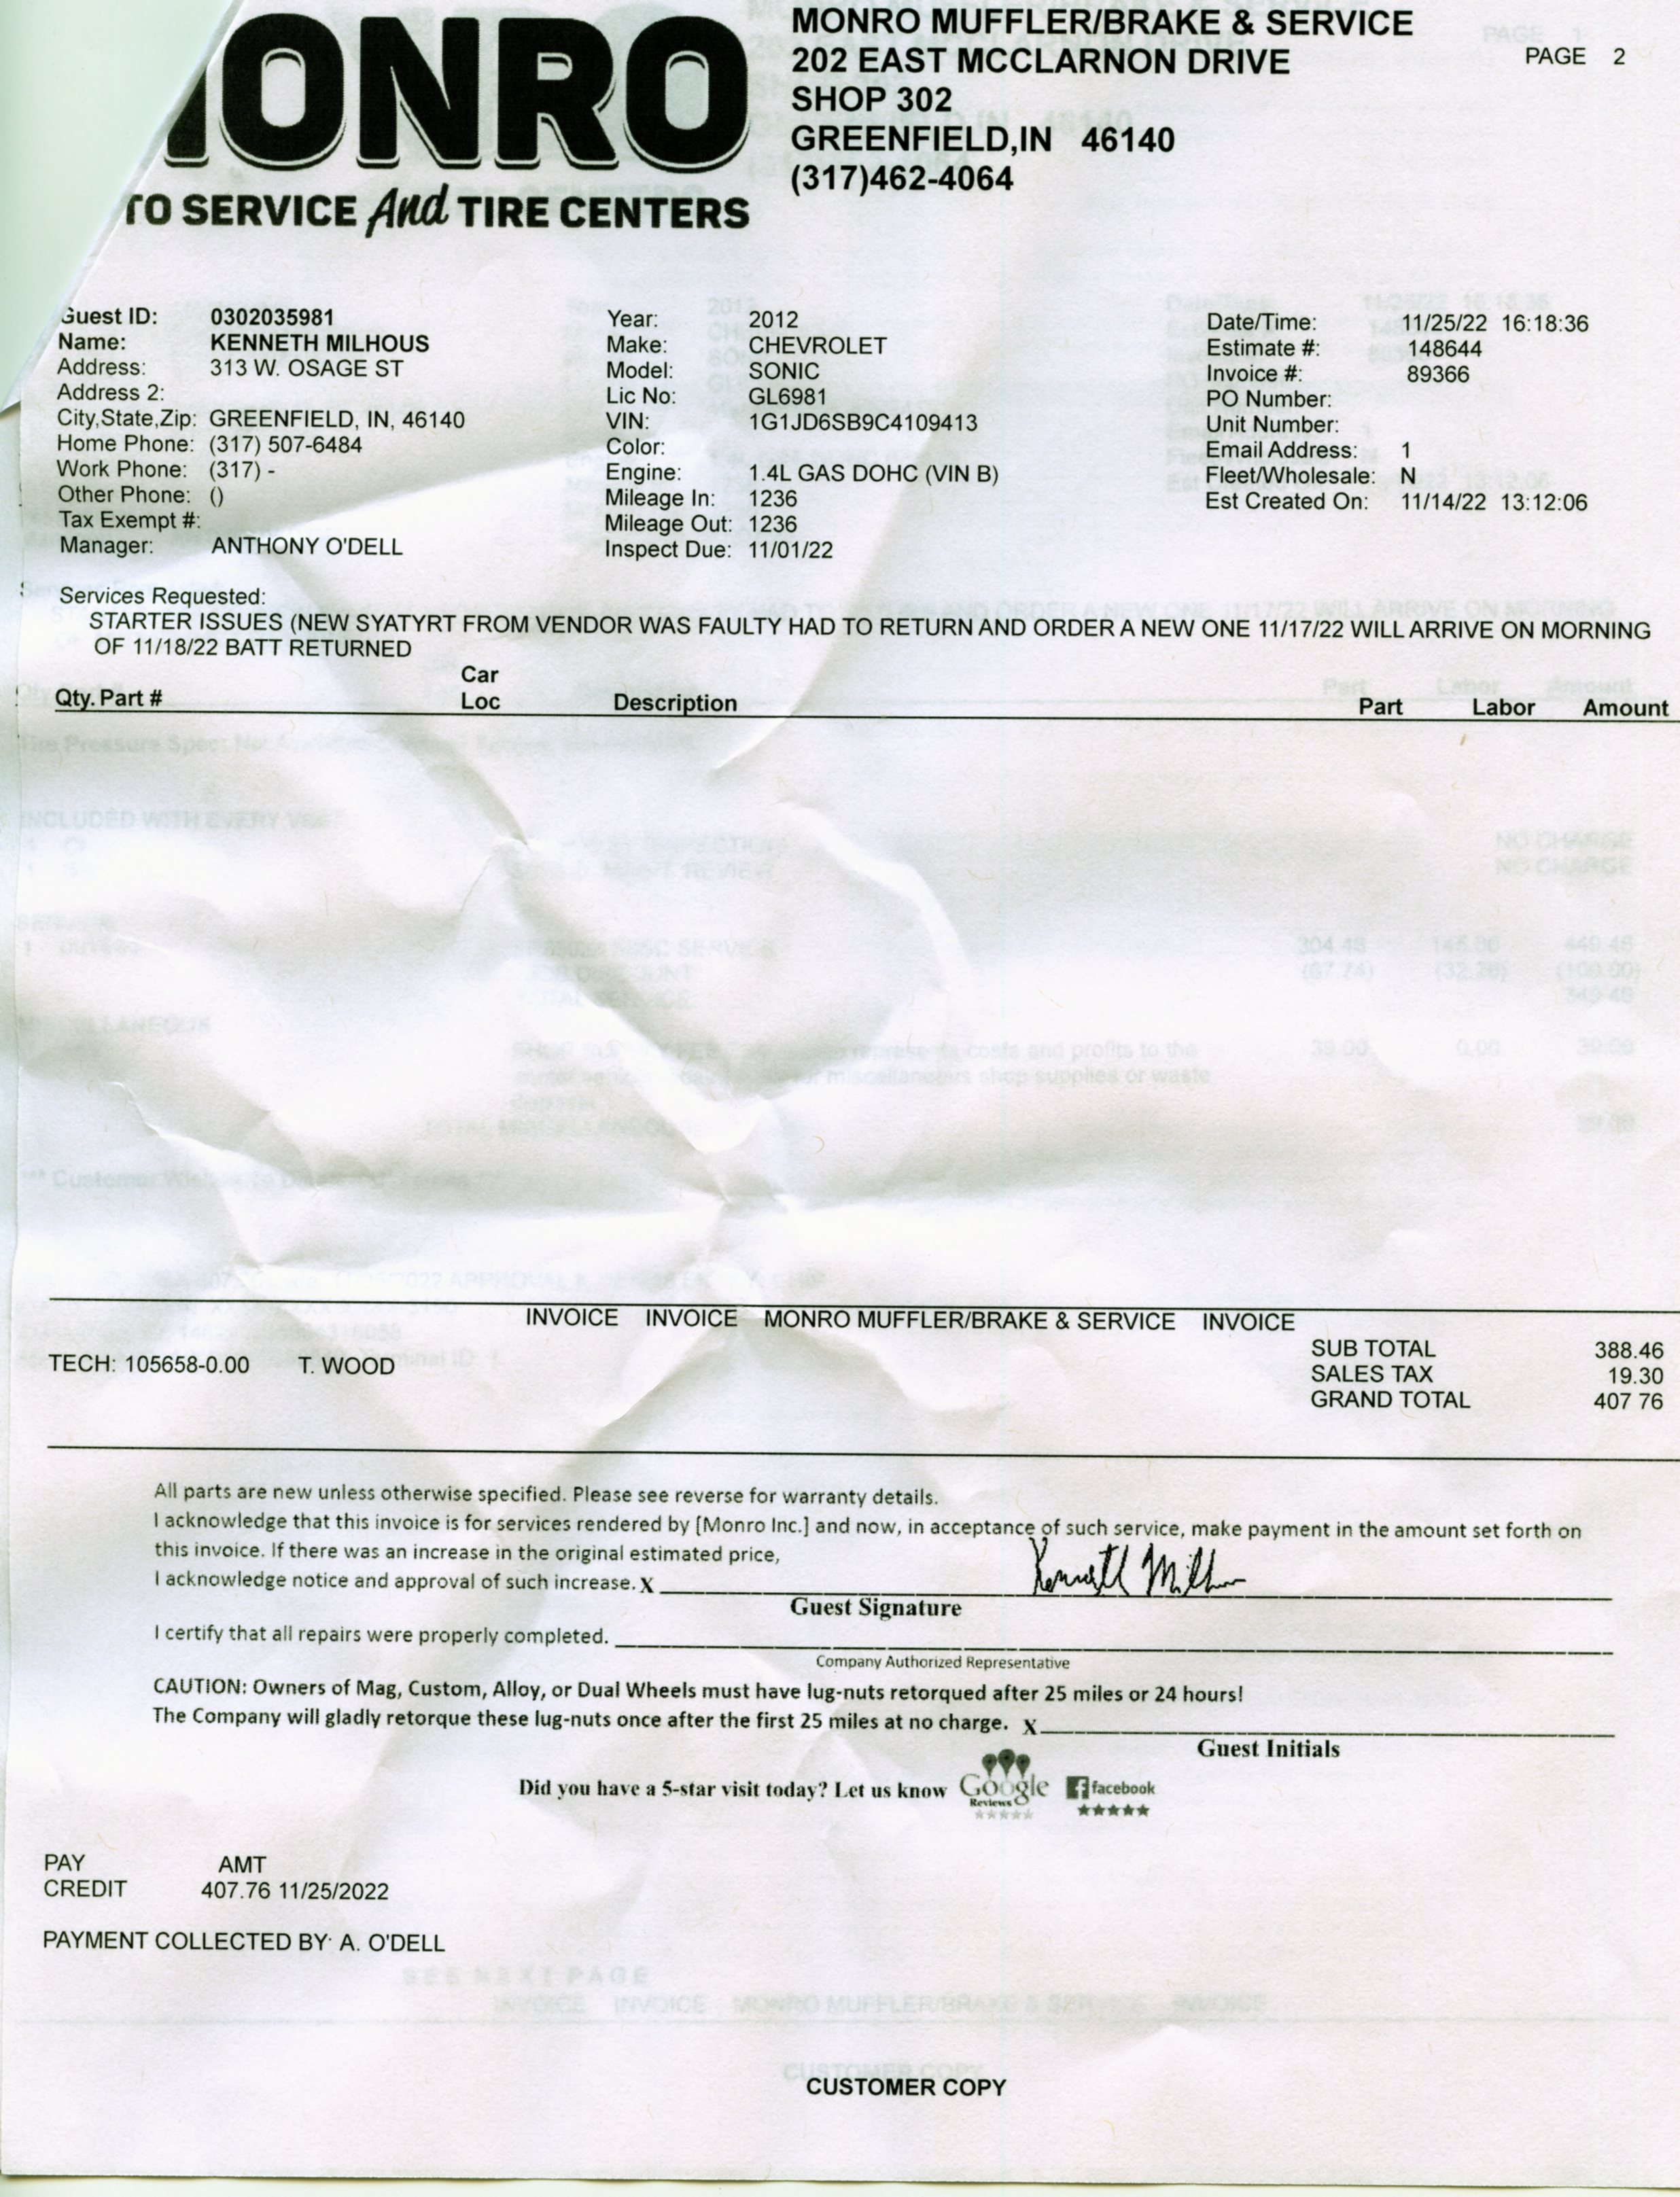 MONRO
TO SERVICE And TIRE CENTERS
MONRO MUFFLER/BRAKE & SERVICE
202 EAST MCCLARNON DRIVE
SHOP 302
GREENFIELD,IN 46140
(317)462-4064
PAGE 2
Guest ID: 0302035981
Name: KENNETH MILHOUS
Address: 313 W. OSAGE ST
Address 2:
City,State,Zip: GREENFIELD, IN, 46140
Home Phone: (317) 507-6484
Work Phone: (317) -
Other Phone: ()
Tax Exempt #:
Manager: ANTHONY O'DELL
Year: 2012
Make: CHEVROLET
Model: SONIC
Lic No: GL6981
VIN: 1G1JD6SB9C4109413
Color:
Engine: 1.4L GAS DOHC (VIN B)
Mileage In: 1236
Mileage Out: 1236
Inspect Due: 11/01/22
Date/Time: 11/25/22 16:18:36
Estimate #: 148644
Invoice #: 89366
PO Number:
Unit Number:
Email Address: 1
Fleet/Wholesale: N
Est Created On: 11/14/22 13:12:06
Services Requested:
STARTER ISSUES (NEW SYATYRT FROM VENDOR WAS FAULTY HAD TO RETURN AND ORDER A NEW ONE 11/17/22 WILL ARRIVE ON MORNING
OF 11/18/22 BATT RETURNED
Qty. Part # Car Loc Description Part Labor Amount
INVOICE INVOICE MONRO MUFFLER/BRAKE & SERVICE INVOICE
TECH: 105658-0.00 T. WOOD
SUB TOTAL 388.46
SALES TAX 19.30
GRAND TOTAL 407 76
All parts are new unless otherwise specified. Please see reverse for warranty details.
I acknowledge that this invoice is for services rendered by [Monro Inc.] and now, in acceptance of such service, make payment in the amount set forth on
this invoice. If there was an increase in the original estimated price,
I acknowledge notice and approval of such increase. X Kenneth Milh
Guest Signature
I certify that all repairs were properly completed.
Company Authorized Representative
CAUTION: Owners of Mag, Custom, Alloy, or Dual Wheels must have lug-nuts retorqued after 25 miles or 24 hours!
The Company will gladly retorque these lug-nuts once after the first 25 miles at no charge. X
Guest Initials
Did you have a 5-star visit today? Let us know Google Reviews facebook
PAY AMT
CREDIT 407.76 11/25/2022
PAYMENT COLLECTED BY: A. O'DELL
CUSTOMER COPY